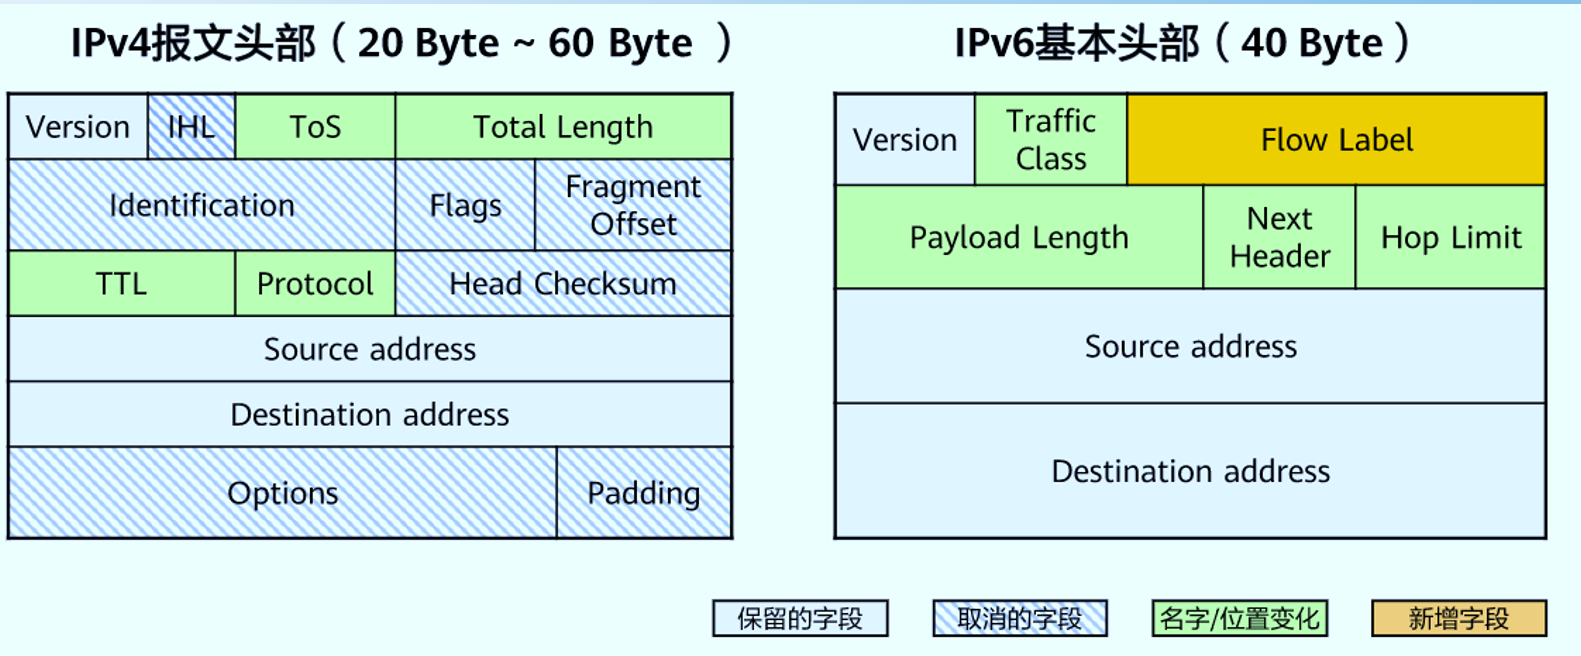 IPv4报文头部（20 Byte ~ 60 Byte ）
Version IHL ToS Total Length
Identification Flags Fragment
Offset
TTL Protocol Head Checksum
Source address
Destination address
Options Padding
IPv6基本头部（40 Byte）
Version Traffic
Class Flow Label
Payload Length Next
Header Hop Limit
Source address
Destination address
保留的字段 取消的字段 名字/位置变化 新增字段